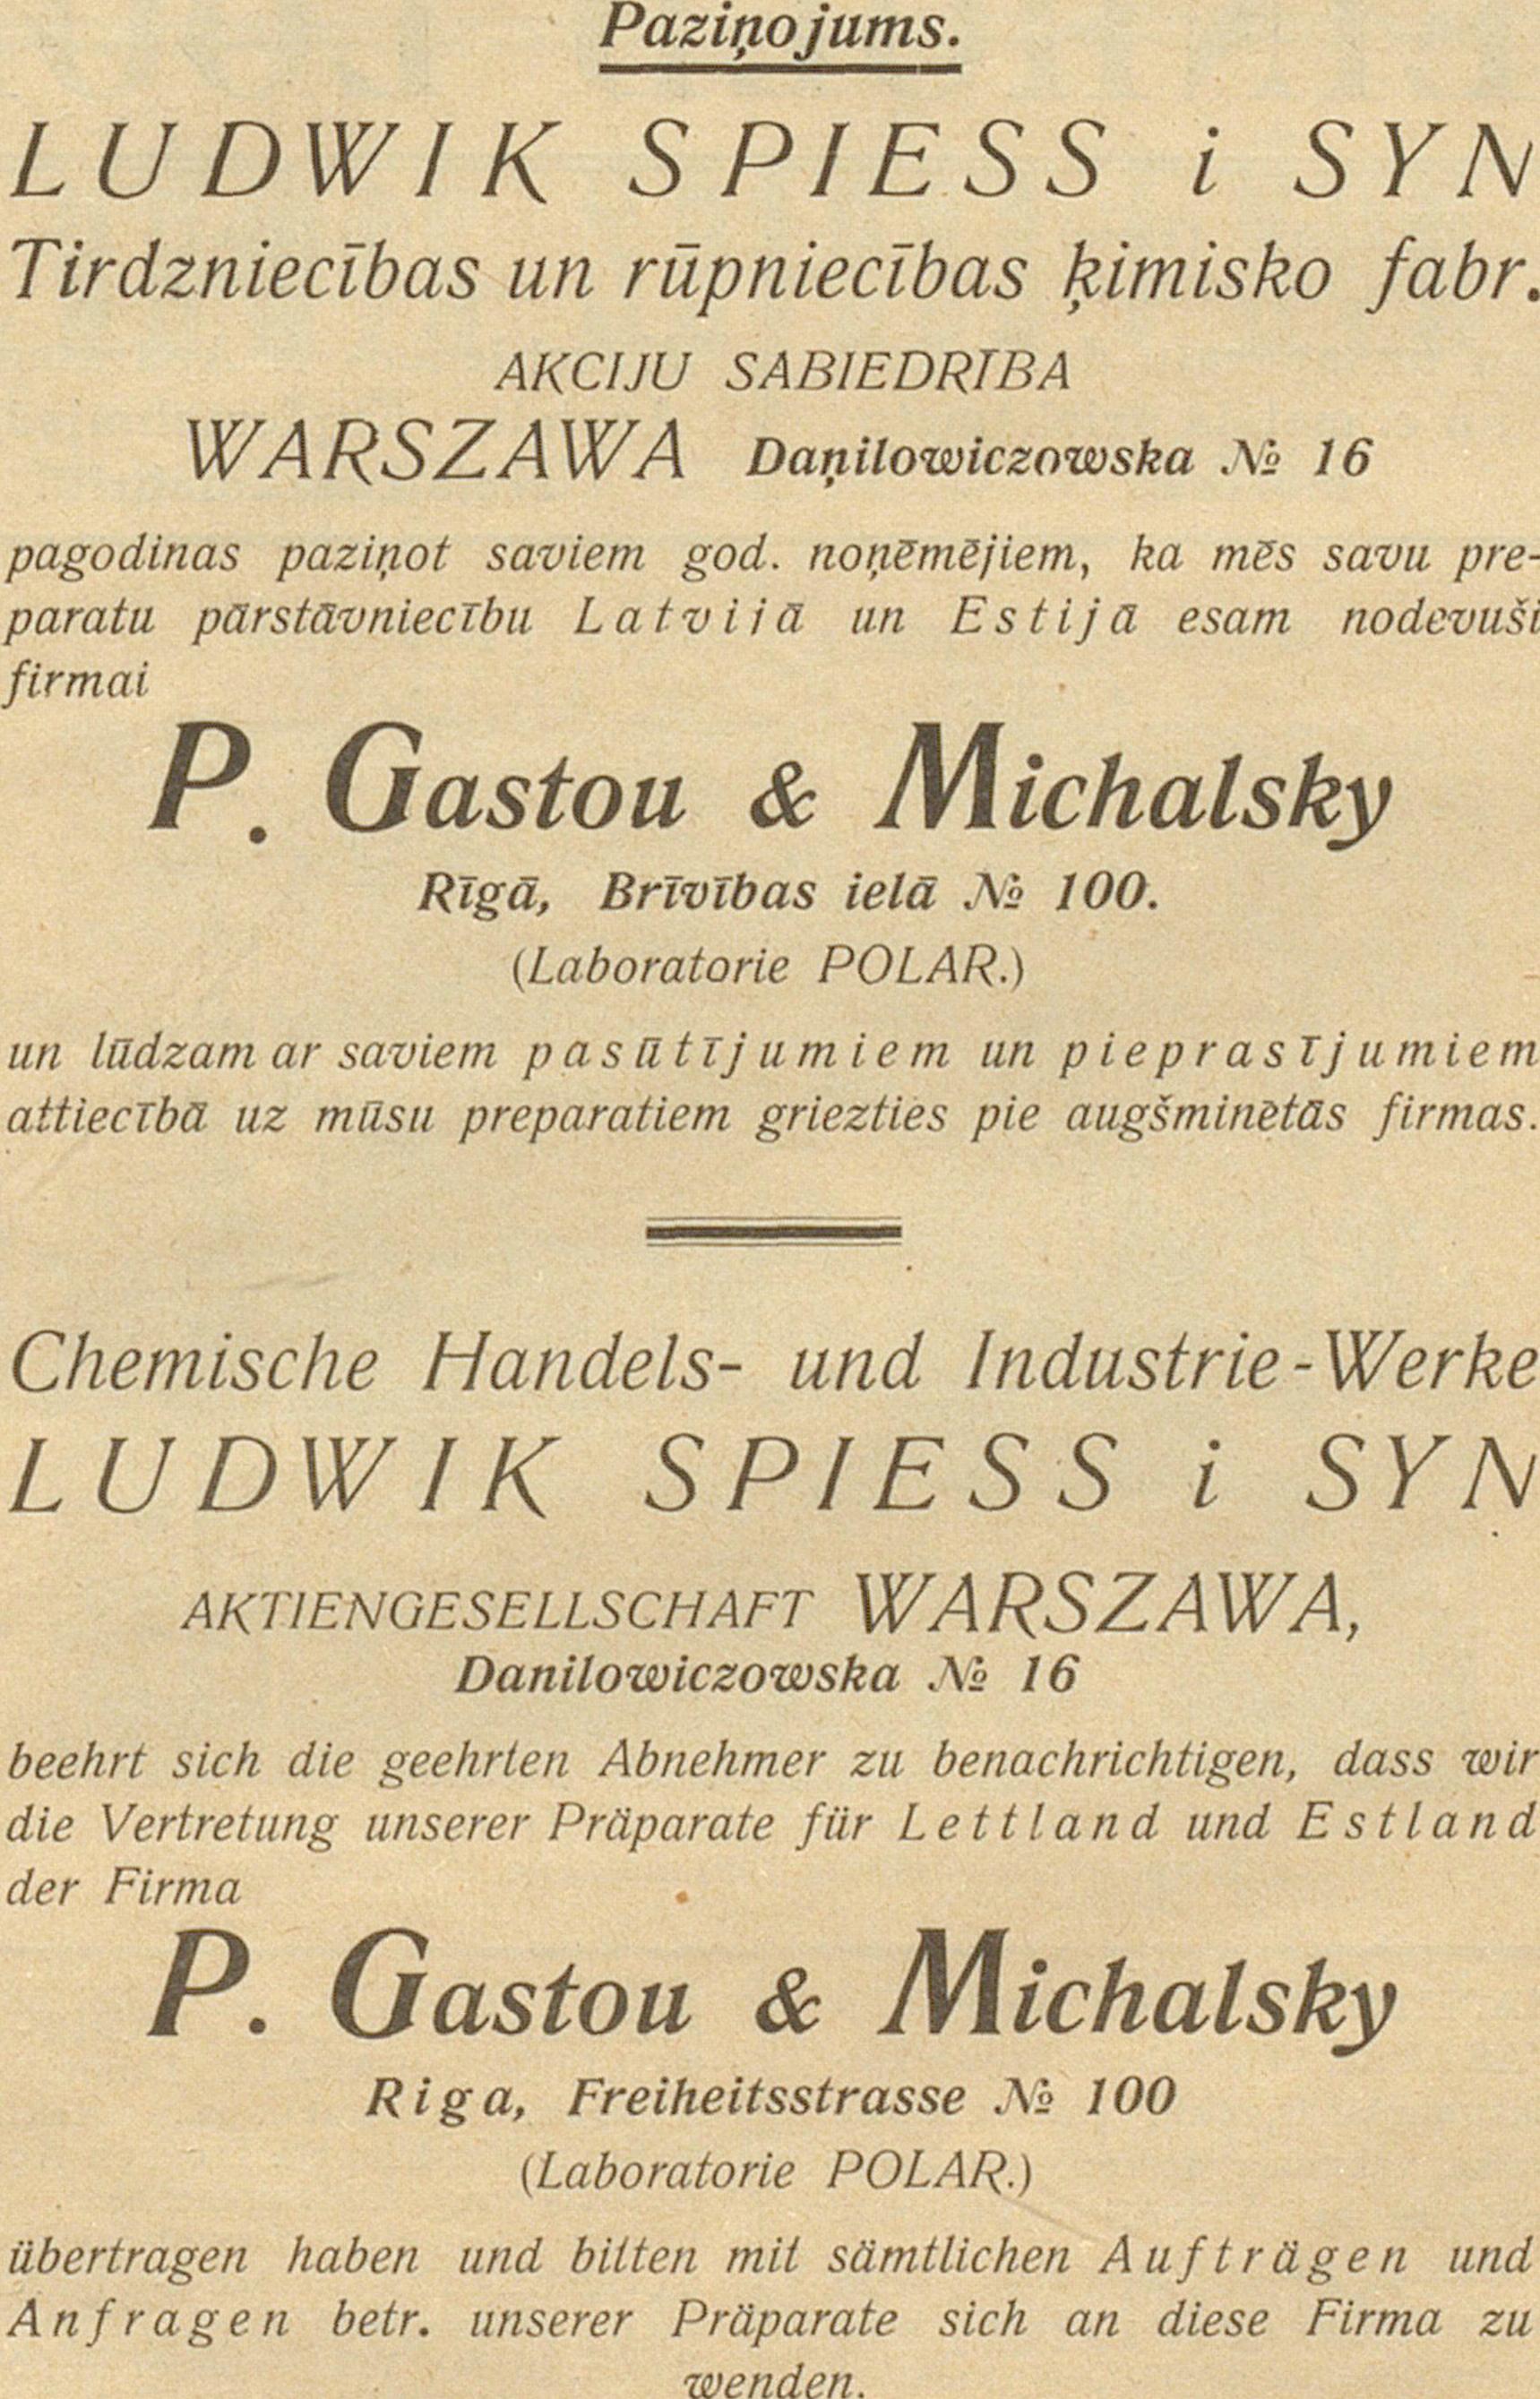 Paziņojums.
LUDWIK SPIESS i SYN
Tirdzniecības un rūpniecības ķimisko fabr.
AKCIJU SABIEDRĪBA
WARSZAWA Daņilowiczowska № 16
pagodinas paziņot saviem god. noņēmējiem, ka mēs savu pre-
paratu pārstāvniecību Latvijā un Estijā esam nodevuši
firmai
P. Gastou & Michalsky
Rīgā, Brīvības ielā № 100.
(Laboratorie POLAR.)
un lūdzam ar saviem pasūtījumiem un pieprasījumiem
attiecībā uz mūsu preparatiem griezties pie augšminētās firmas.
Chemische Handels- und Industrie-Werke
LUDWIK SPIESS i SYN
AKTIENGESELLSCHAFT WARSZAWA,
Danilowiczowska № 16
beehrt sich die geehrten Abnehmer zu benachrichtigen, dass wir
die Vertretung unserer Präparate für Lettland und Estland
der Firma
P. Gastou & Michalsky
Riga, Freiheitsstrasse № 100
(Laboratorie POLAR.)
übertragen haben und bitten mit sämtlichen Aufträgen und
Anfragen betr. unserer Präparate sich an diese Firma zu
wenden.